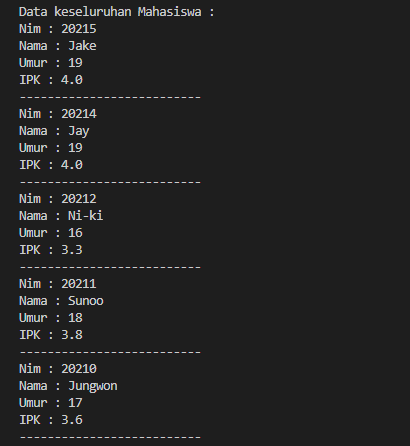 Data keseluruhan Mahasiswa :
Nim : 20215
Nama : Jake
Umur : 19
IPK : 4.0
--------------------------
Nim : 20214
Nama : Jay
Umur : 19
IPK : 4.0
--------------------------
Nim : 20212
Nama : Ni-ki
Umur : 16
IPK : 3.3
--------------------------
Nim : 20211
Nama : Sunoo
Umur : 18
IPK : 3.8
--------------------------
Nim : 20210
Nama : Jungwon
Umur : 17
IPK : 3.6
--------------------------